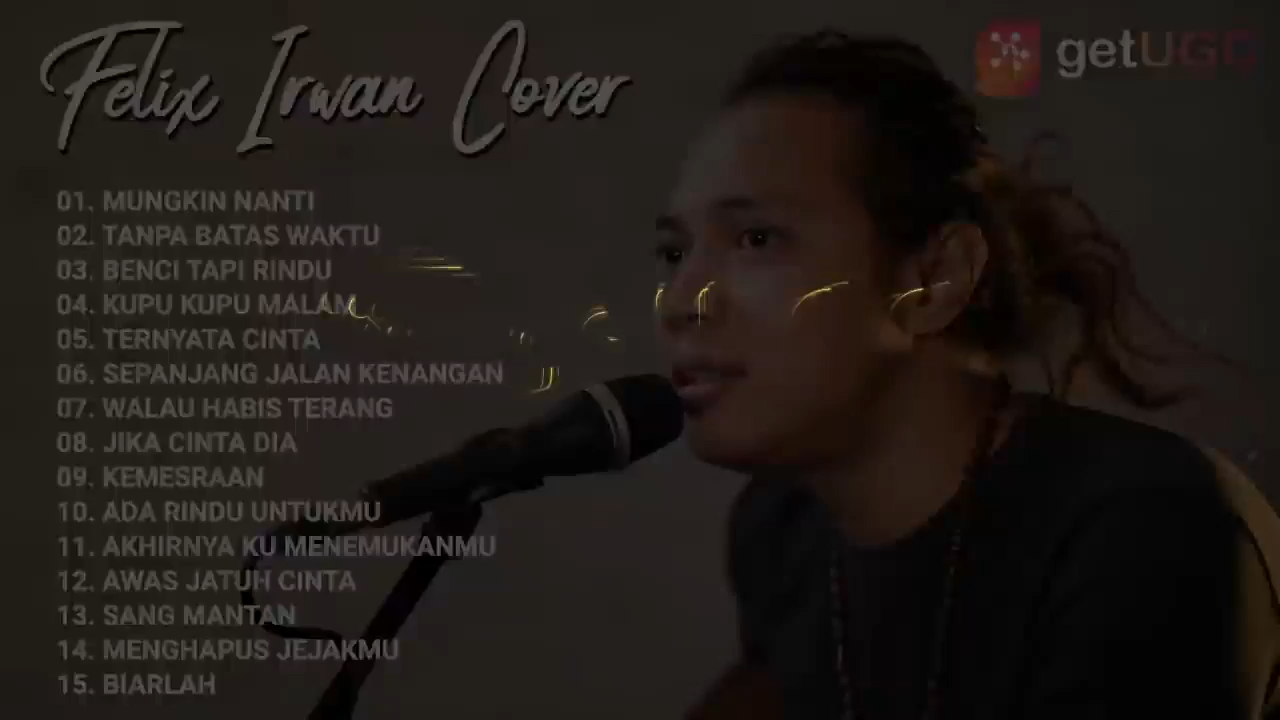 Felix Irwan Cover
getUGC
01. MUNGKIN NANTI
02. TANPA BATAS WAKTU
03. BENCI TAPI RINDU
04. KUPU KUPU MALAM
05. TERNYATA CINTA
06. SEPANJANG JALAN KENANGAN
07. WALAU HABIS TERANG
08. JIKA CINTA DIA
09. KEMESRAAN
10. ADA RINDU UNTUKMU
11. AKHIRNYA KU MENEMUKANMU
12. AWAS JATUH CINTA
13. SANG MANTAN
14. MENGHAPUS JEJAKMU
15. BIARLAH